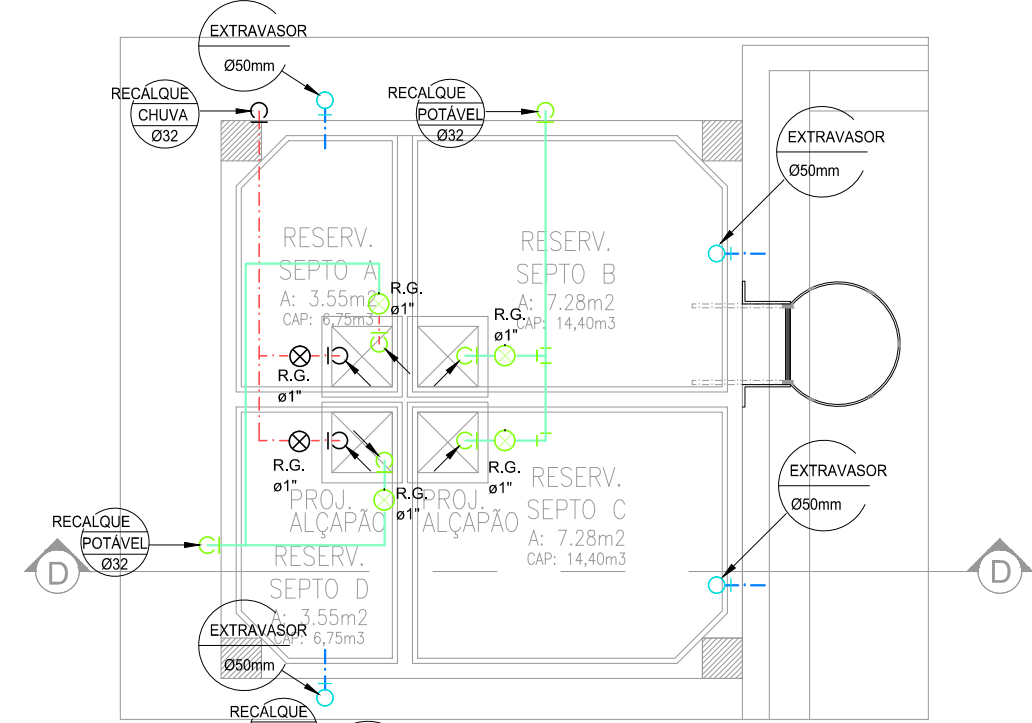 EXTRAVASOR
Ø50mm
RECALQUE
CHUVA
Ø32
RECALQUE
POTÁVEL
Ø32
EXTRAVASOR
Ø50mm
RESERV.
SEPTO A
A: 3.55m2
CAP: 6,75m3
RESERV.
SEPTO B
A: 7.28m2
CAP: 14,40m3
R.G.
ø1"
R.G.
ø1"
R.G.
ø1"
R.G.
ø1"
R.G.
ø1"
R.G.
ø1"
PROJ.
ALÇAPÃO
PROJ.
ALÇAPÃO
RESERV.
SEPTO C
A: 7.28m2
CAP: 14,40m3
EXTRAVASOR
Ø50mm
RECALQUE
POTÁVEL
Ø32
D
D
RESERV.
SEPTO D
A: 3.55m2
CAP: 6,75m3
EXTRAVASOR
Ø50mm
RECALQUE